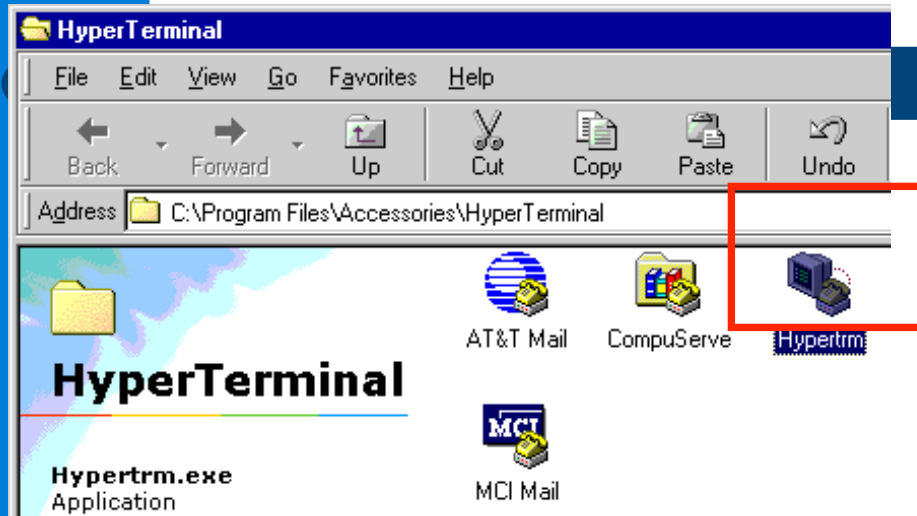 HyperTerminal
File Edit View Go Favorites Help
Back Forward Up Cut Copy Paste Undo
Address C:\Program Files\Accessories\HyperTerminal
AT&T Mail CompuServe Hypertrm
HyperTerminal
MCI
Hypertrm.exe
MCI Mail
Application